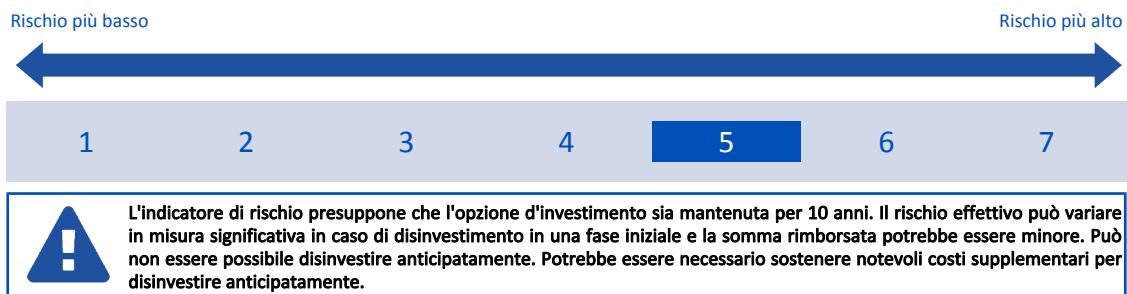 Rischio più basso Rischio più alto
1 2 3 4 5 6 7
L'indicatore di rischio presuppone che l'opzione d'investimento sia mantenuta per 10 anni. Il rischio effettivo può variare
in misura significativa in caso di disinvestimento in una fase iniziale e la somma rimborsata potrebbe essere minore. Può
non essere possibile disinvestire anticipatamente. Potrebbe essere necessario sostenere notevoli costi supplementari per
disinvestire anticipatamente.